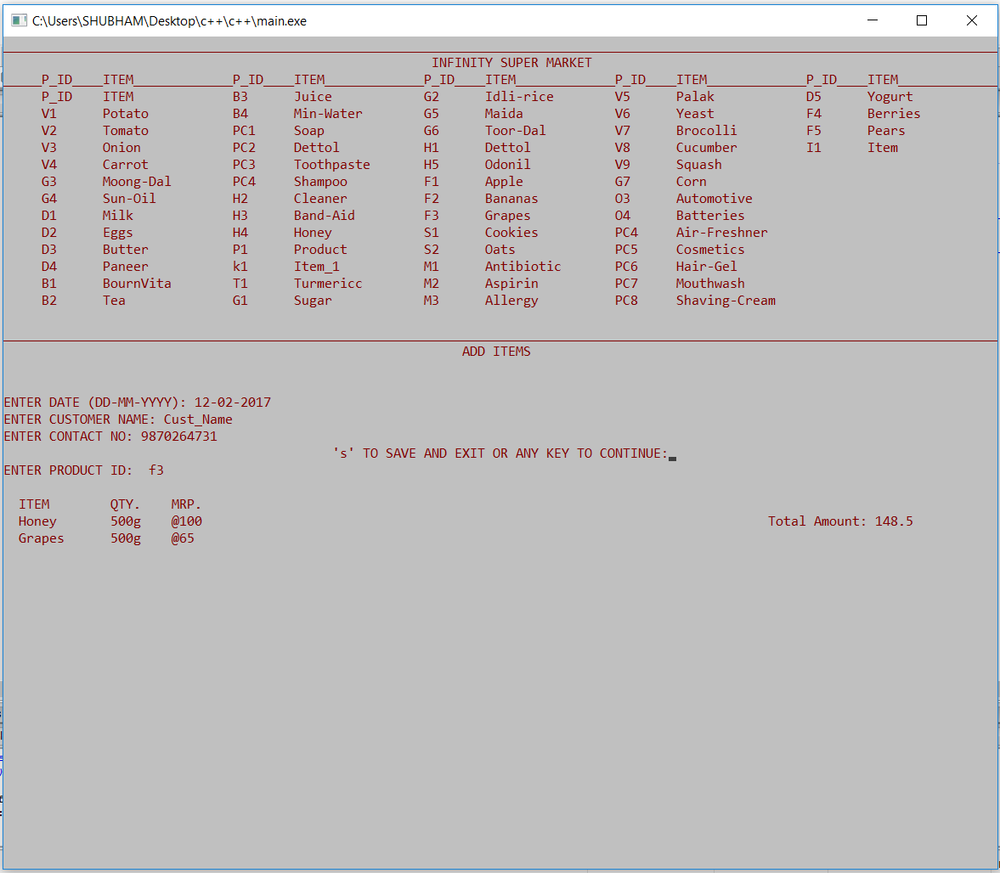 C:\Users\SHUBHAM\Desktop\c++\c++\main.exe
INFINITY SUPER MARKET
P_ID ITEM P_ID ITEM P_ID ITEM P_ID ITEM P_ID ITEM
P_ID ITEM B3 Juice G2 Idli-rice V5 Palak D5 Yogurt
V1 Potato B4 Min-Water G5 Maida V6 Yeast F4 Berries
V2 Tomato PC1 Soap G6 Toor-Dal V7 Brocolli F5 Pears
V3 Onion PC2 Dettol H1 Dettol V8 Cucumber I1 Item
V4 Carrot PC3 Toothpaste H5 Odonil V9 Squash
G3 Moong-Dal PC4 Shampoo F1 Apple G7 Corn
G4 Sun-Oil H2 Cleaner F2 Bananas O3 Automotive
D1 Milk H3 Band-Aid F3 Grapes O4 Batteries
D2 Eggs H4 Honey S1 Cookies PC4 Air-Freshner
D3 Butter P1 Product S2 Oats PC5 Cosmetics
D4 Paneer k1 Item_1 M1 Antibiotic PC6 Hair-Gel
B1 BournVita T1 Turmericc M2 Aspirin PC7 Mouthwash
B2 Tea G1 Sugar M3 Allergy PC8 Shaving-Cream
ADD ITEMS
ENTER DATE (DD-MM-YYYY): 12-02-2017
ENTER CUSTOMER NAME: Cust_Name
ENTER CONTACT NO: 9870264731
's' TO SAVE AND EXIT OR ANY KEY TO CONTINUE:
ENTER PRODUCT ID: f3
ITEM QTY. MRP.
Honey 500g @100 Total Amount: 148.5
Grapes 500g @65